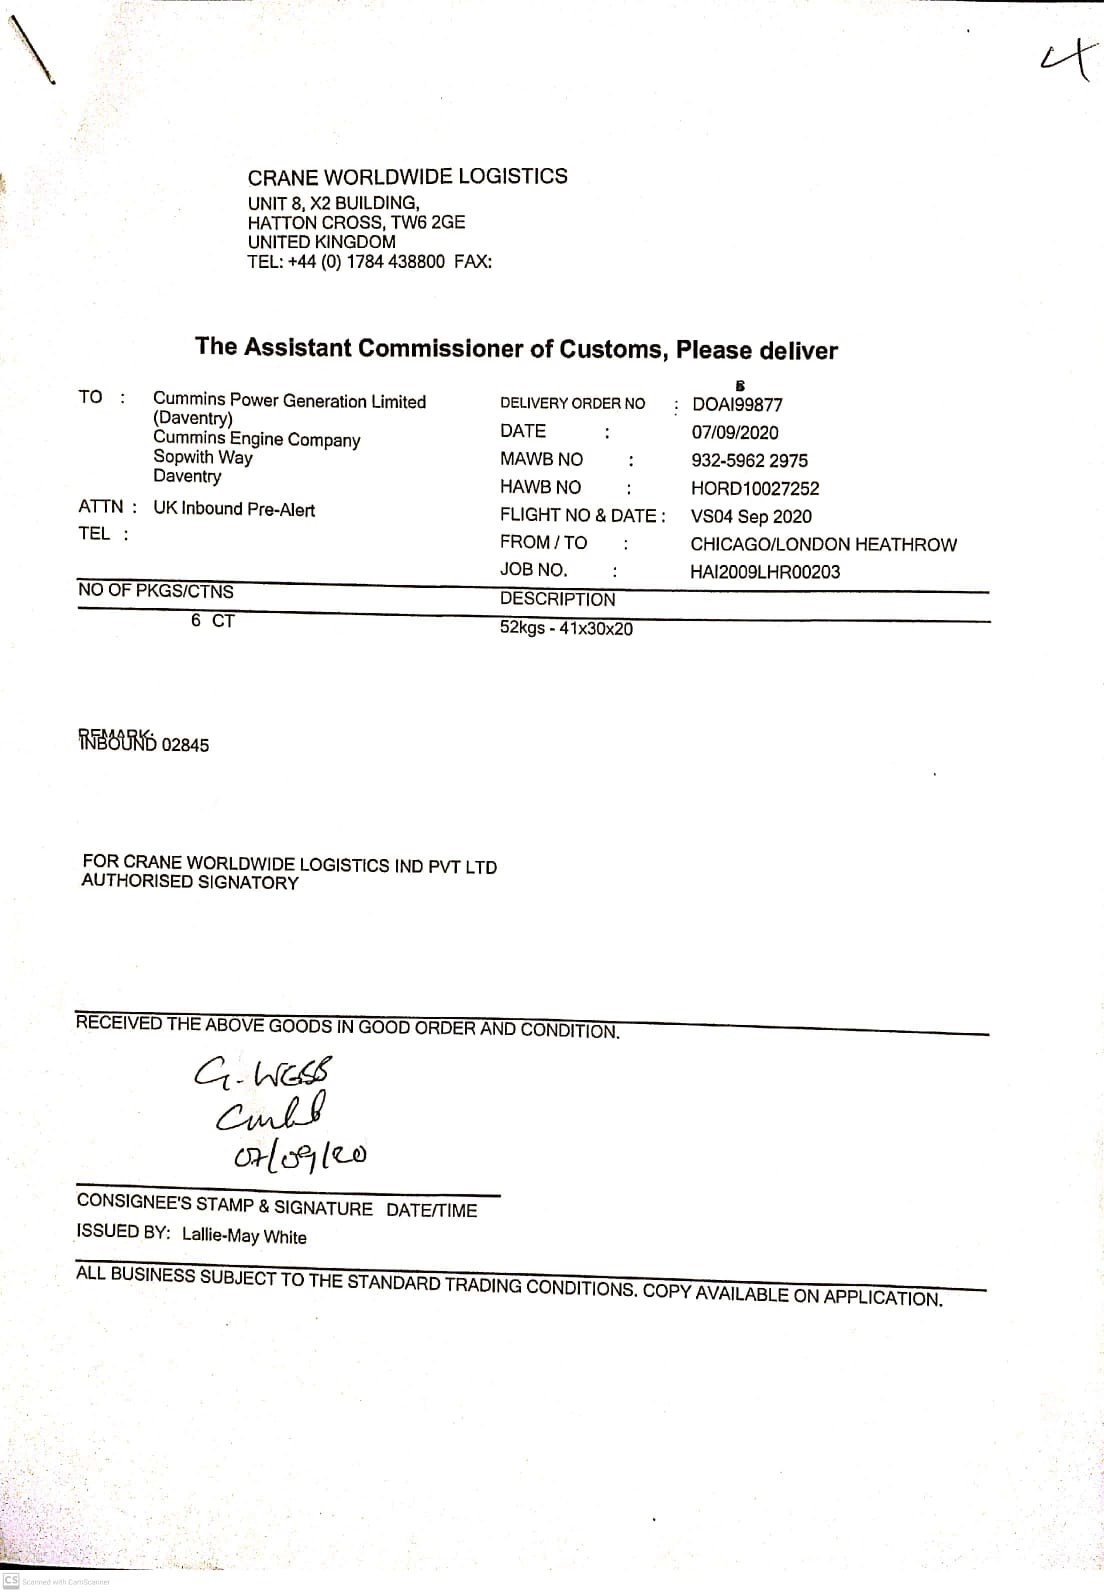 4
CRANE WORLDWIDE LOGISTICS
UNIT 8, X2 BUILDING,
HATTON CROSS, TW6 2GE
UNITED KINGDOM
TEL: +44 (0) 1784 438800 FAX:
The Assistant Commissioner of Customs, Please deliver
TO : Cummins Power Generation Limited
(Daventry)
Cummins Engine Company
Sopwith Way
Daventry
ATTN : UK Inbound Pre-Alert
TEL :
DELIVERY ORDER NO : DOAI99877
DATE : 07/09/2020
MAWB NO : 932-5962 2975
HAWB NO : HORD10027252
FLIGHT NO & DATE : VS04 Sep 2020
FROM / TO : CHICAGO/LONDON HEATHROW
JOB NO. : HAI2009LHR00203
NO OF PKGS/CTNS DESCRIPTION
6 CT 52kgs - 41x30x20
REMARK:
INBOUND 02845
FOR CRANE WORLDWIDE LOGISTICS IND PVT LTD
AUTHORISED SIGNATORY
RECEIVED THE ABOVE GOODS IN GOOD ORDER AND CONDITION.
G. WEBB
07/09/20
CONSIGNEE'S STAMP & SIGNATURE DATE/TIME
ISSUED BY: Lallie-May White
ALL BUSINESS SUBJECT TO THE STANDARD TRADING CONDITIONS. COPY AVAILABLE ON APPLICATION.
CS Scanned with CamScanner